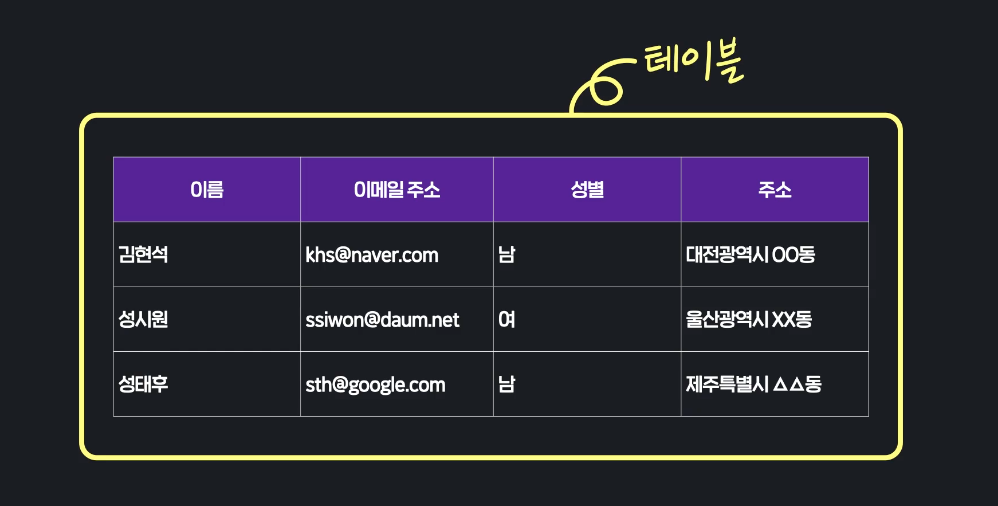 테이블
이름 이메일 주소 성별 주소
김현석 khs@naver.com 남 대전광역시 OO동
성시원 ssiwon@daum.net 여 울산광역시 XX동
성태후 sth@google.com 남 제주특별시 △△동